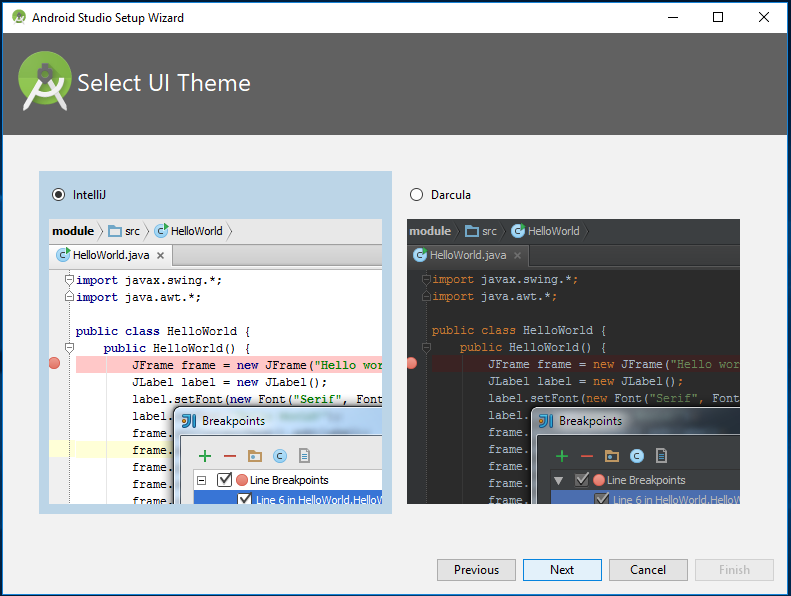 Android Studio Setup Wizard
Select UI Theme
IntelliJ
module src HelloWorld
HelloWorld.java
import javax.swing.*;
import java.awt.*;
public class HelloWorld {
public HelloWorld() {
JFrame frame = new JFrame("Hello wor
JLabel label = new JLabel();
label.setFont(new Font("Serif", Font
label.
frame.
frame.
frame.
frame.
frame.
Breakpoints
Line Breakpoints
Line 6 in HelloWorld.HelloW
Darcula
module src HelloWorld
HelloWorld.java
import javax.swing.*;
import java.awt.*;
public class HelloWorld {
public HelloWorld() {
JFrame frame = new JFrame("Hello wor
JLabel label = new JLabel();
label.setFont(new Font("Serif", Font
label.
frame.
frame.
frame.
frame.
frame.
Breakpoints
Line Breakpoints
Line 6 in HelloWorld.HelloW
Previous Next Cancel Finish